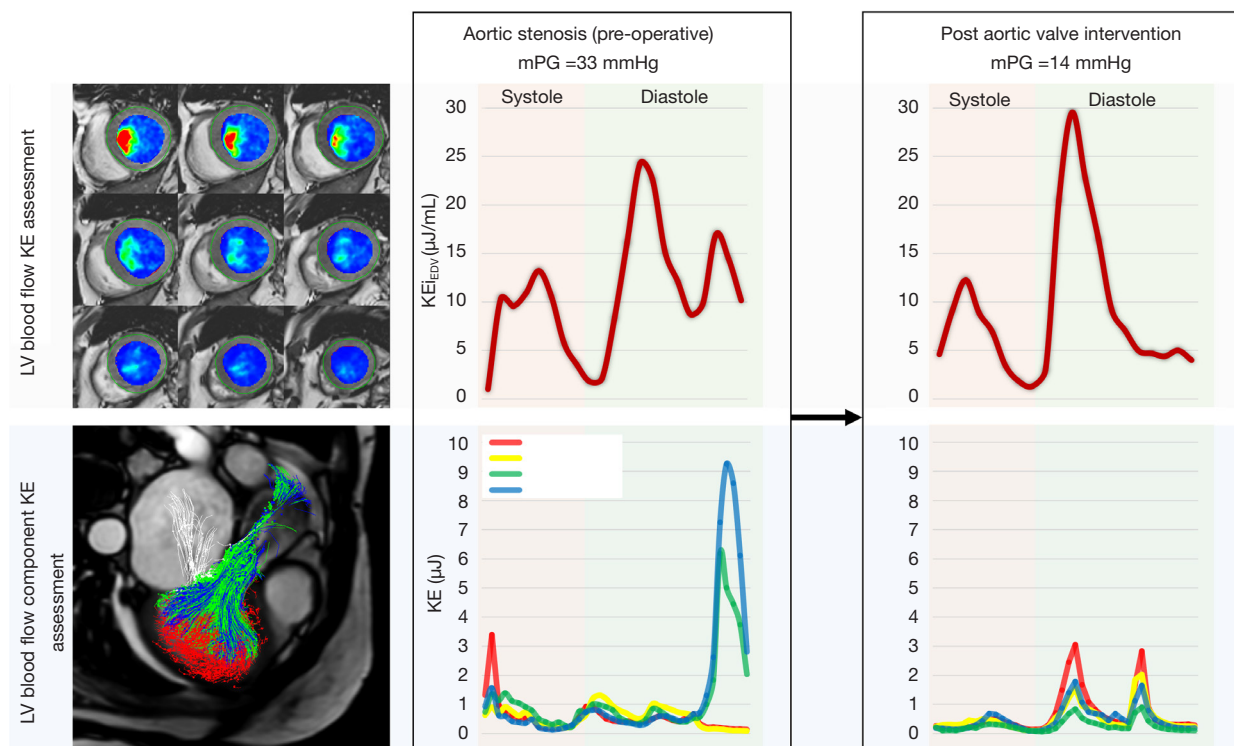 Aortic stenosis (pre-operative)
mPG =33 mmHg
Post aortic valve intervention
mPG =14 mmHg
LV blood flow KE assessment
KEiEDV (μJ/mL)
Systole
Diastole
30
25
20
15
10
5
0
Systole
Diastole
30
25
20
15
10
5
0
LV blood flow component KE
assessment
KE (μJ)
10
9
8
7
6
5
4
3
2
1
0
10
9
8
7
6
5
4
3
2
1
0